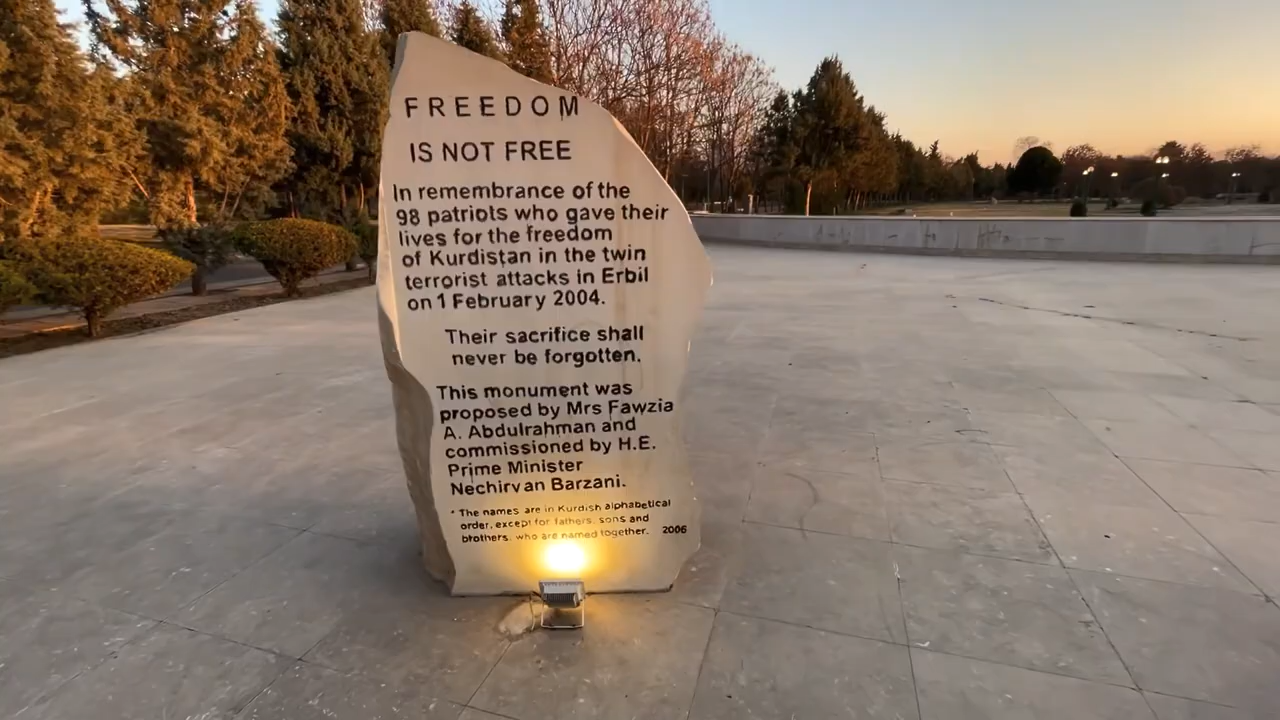 FREEDOM
IS NOT FREE
In remembrance of the
98 patriots who gave their
lives for the freedom
of Kurdistan in the twin
terrorist attacks in Erbil
on 1 February 2004.
Their sacrifice shall
never be forgotten.
This monument was
proposed by Mrs Fawzia
A. Abdulrahman and
commissioned by H.E.
Prime Minister
Nechirvan Barzani.
* The names are in Kurdish alphabetical
order, except for fathers, sons and
brothers, who are named together. 2006